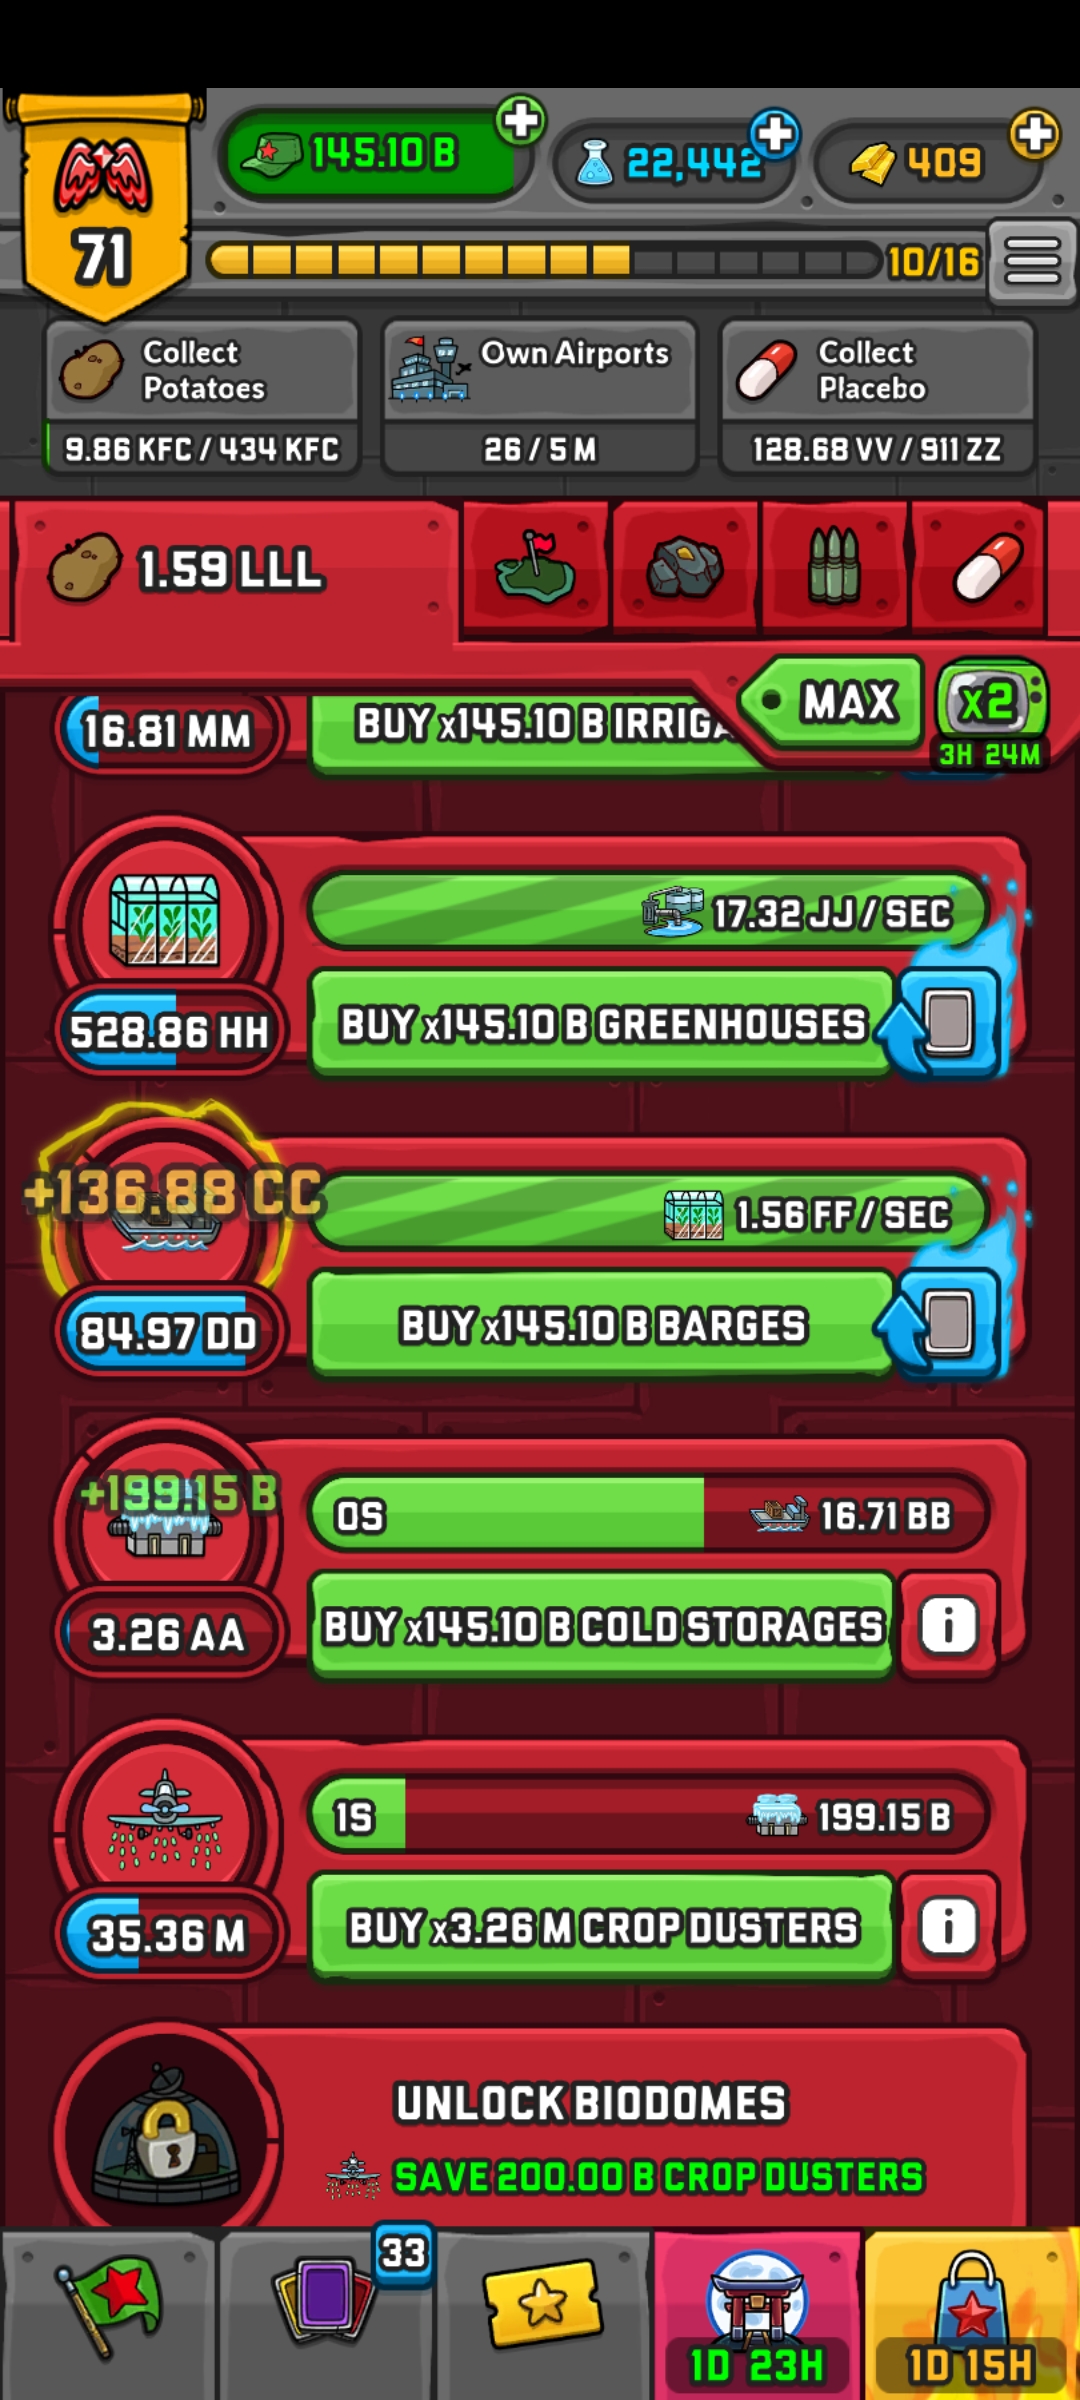 71
145.10 B
22,442
409
10/16
Collect
Potatoes
9.86 KFC / 434 KFC
Own Airports
26 / 5 M
Collect
Placebo
128.68 VV / 911 ZZ
1.59 LLL
MAX
x2
3H 24M
16.81 MM
BUY x145.10 B IRRIGA
17.32 JJ / SEC
528.86 HH
BUY x145.10 B GREENHOUSES
+136.88 CC
1.56 FF / SEC
84.97 DD
BUY x145.10 B BARGES
+199.15 B
0S
16.71 BB
3.26 AA
BUY x145.10 B COLD STORAGES
i
1S
199.15 B
35.36 M
BUY x3.26 M CROP DUSTERS
i
UNLOCK BIODOMES
SAVE 200.00 B CROP DUSTERS
33
1D 23H
1D 15H